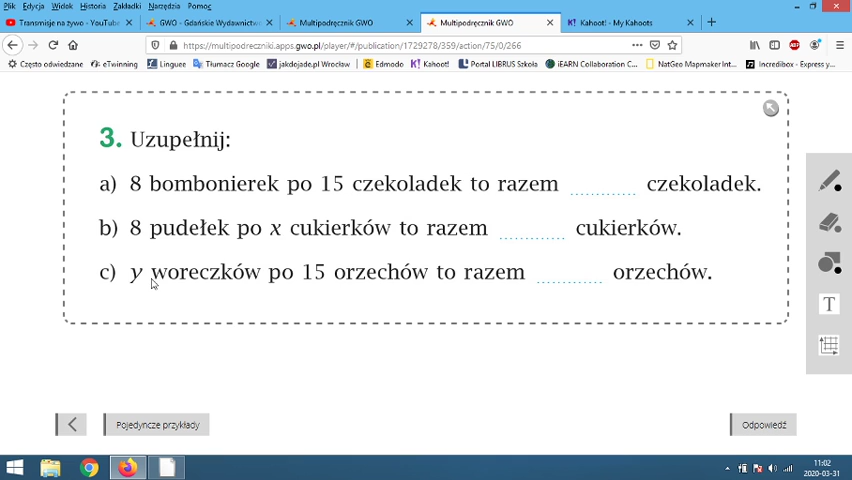 Plik Edycja Widok Historia Zakładki Narzędzia Pomoc
Transmisje na żywo - YouTube
GWO - Gdańskie Wydawnictwo
Multipodręcznik GWO
Multipodręcznik GWO
Kahoot! - My Kahoots
https://multipodreczniki.apps.gwo.pl/player/#/publication/1729278/359/action/75/0/266
Często odwiedzane eTwinning Linguee Tłumacz Google jakdojade.pl Wrocław Edmodo Kahoot! Portal LIBRUS Szkoła iEARN Collaboration C... NatGeo Mapmaker Int... Incredibox - Express y...
3. Uzupełnij:
a) 8 bombonierek po 15 czekoladek to razem ............ czekoladek.
b) 8 pudełek po x cukierków to razem ............ cukierków.
c) y woreczków po 15 orzechów to razem ............ orzechów.
T
Pojedyncze przykłady
Odpowiedź
11:02
2020-03-31